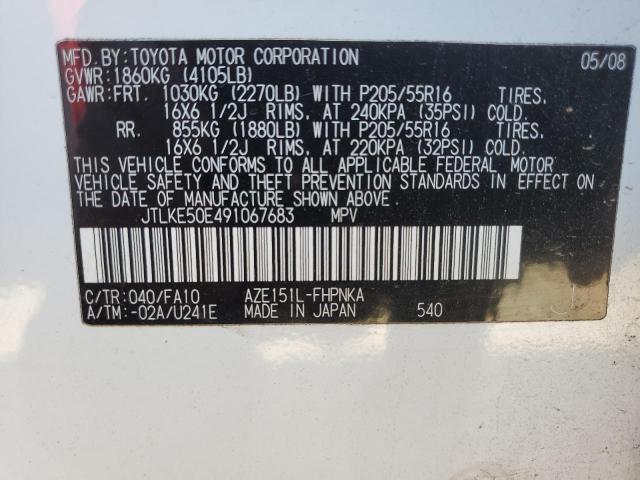 MFD.BY:TOYOTA MOTOR CORPORATION 05/08
GVWR:1860KG (4105LB)
GAWR:FRT. 1030KG (2270LB) WITH P205/55R16 TIRES.
16X6 1/2J RIMS. AT 240KPA (35PSI) COLD.
RR. 855KG (1880LB) WITH P205/55R16 TIRES.
16X6 1/2J RIMS. AT 220KPA (32PSI) COLD.
THIS VEHICLE CONFORMS TO ALL APPLICABLE FEDERAL MOTOR
VEHICLE SAFETY AND THEFT PREVENTION STANDARDS IN EFFECT ON
THE DATE OF MANUFACTURE SHOWN ABOVE.
JTLKE50E491067683 MPV
C/TR:040/FA10 AZE151L-FHPNKA
A/TM:-02A/U241E MADE IN JAPAN 540